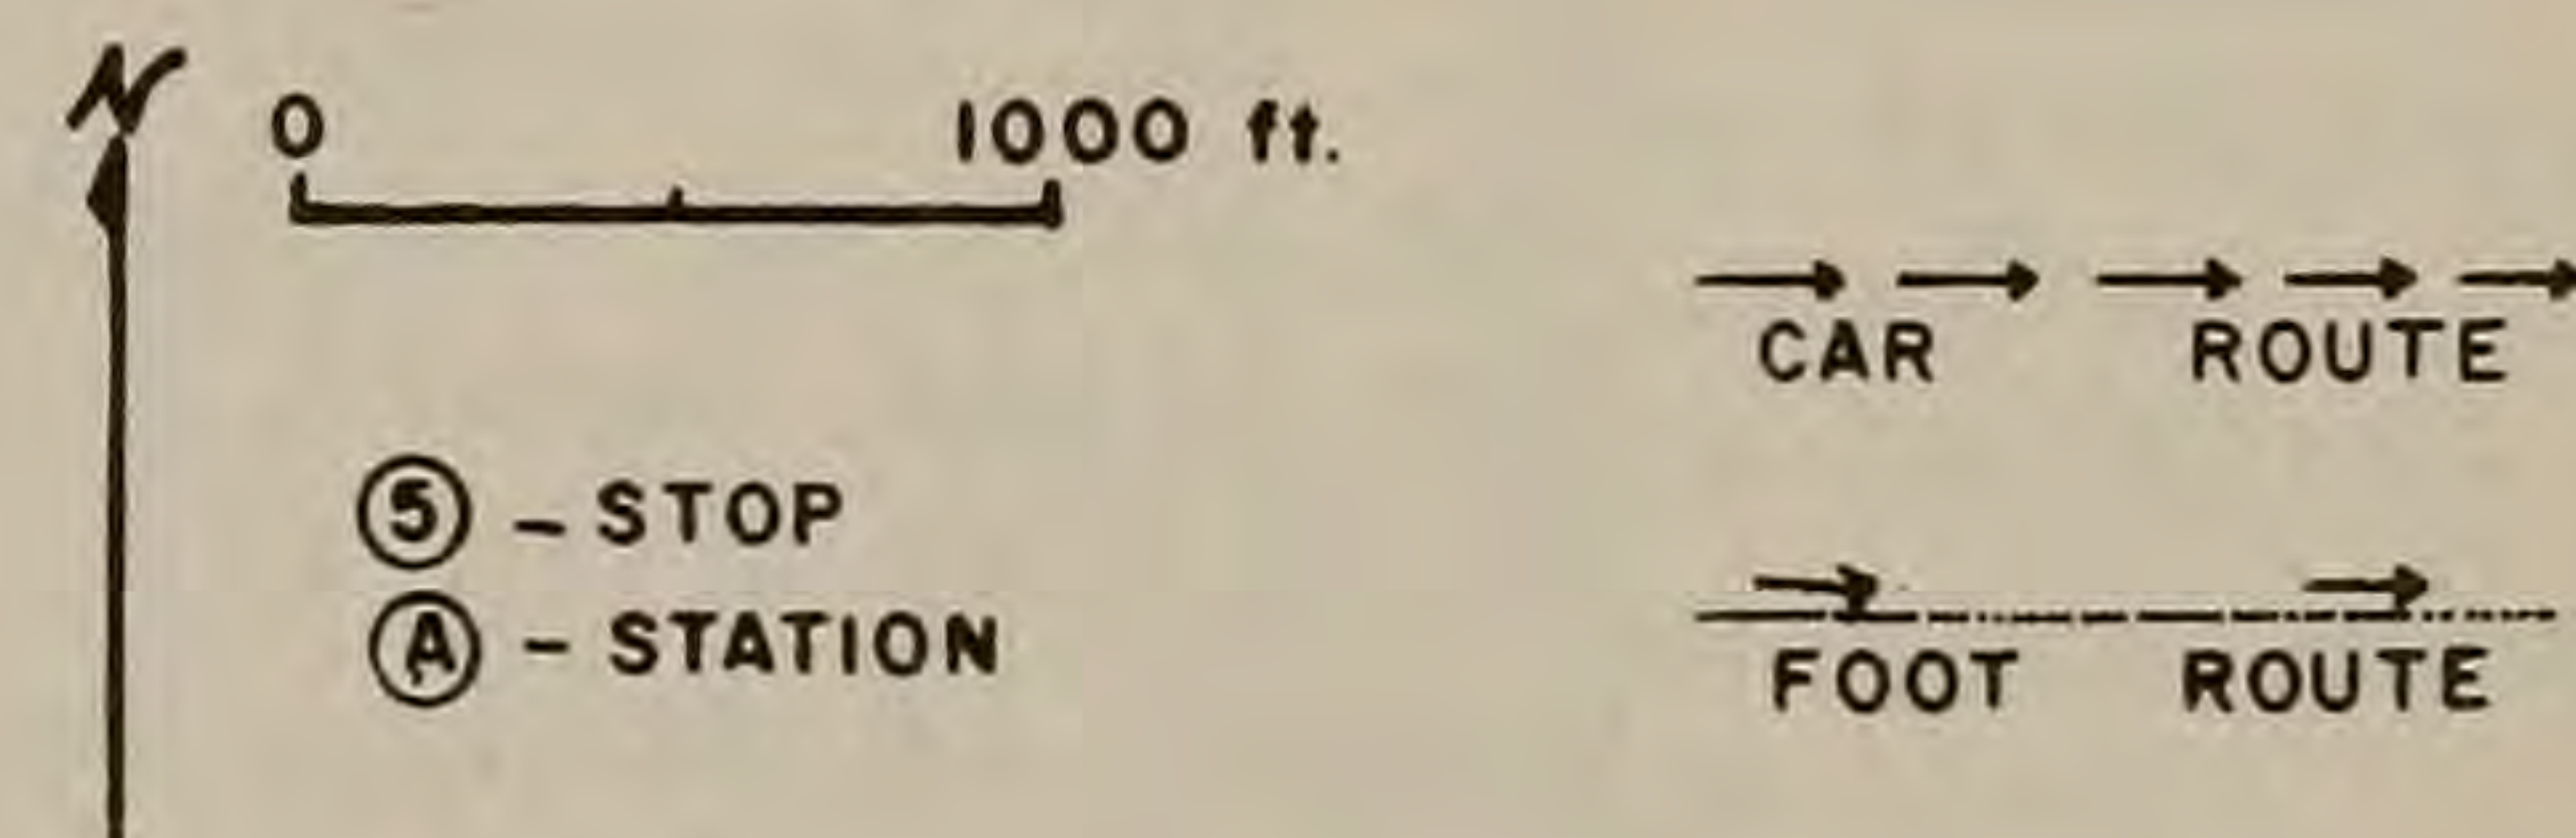 N
0 1000 ft.
CAR ROUTE
5 – STOP
A – STATION
FOOT ROUTE